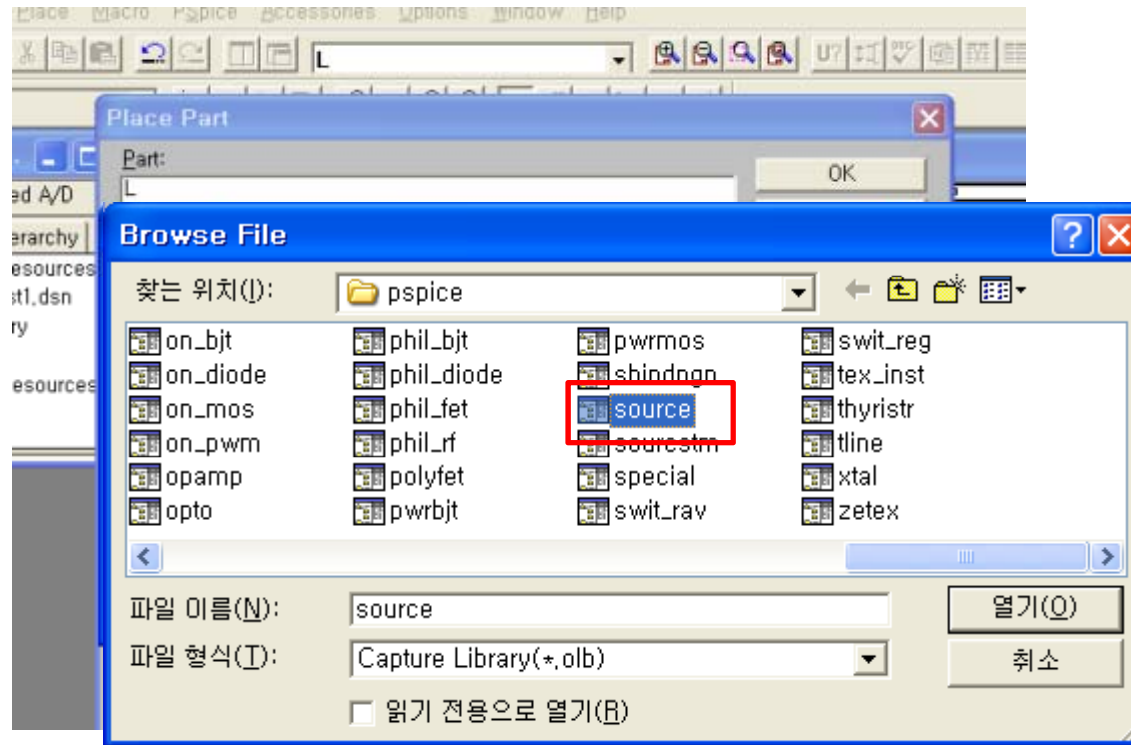 Place Macro PSpice Accessories Options Window Help
L U?
Place Part
Part:
L
OK
ed A/D
erarchy
esources
st1.dsn
ry
esources
Browse File
찾는 위치(I): pspice
on_bjt phil_bjt pwrmos swit_reg
on_diode phil_diode sbindngp tex_inst
on_mos phil_fet source thyristr
on_pwm phil_rf sourcstm tline
opamp polyfet special xtal
opto pwrbjt swit_rav zetex
파일 이름(N): source 열기(O)
파일 형식(T): Capture Library(*.olb) 취소
읽기 전용으로 열기(R)